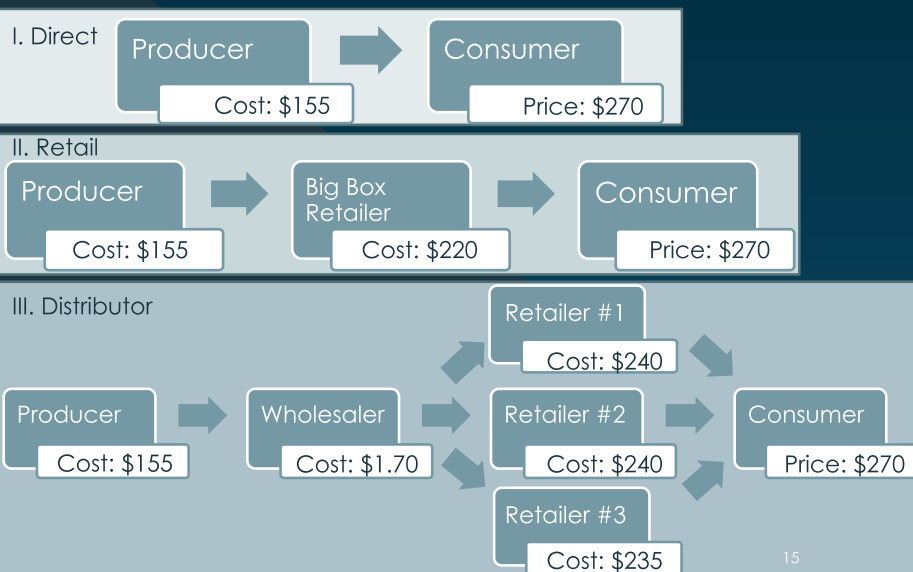 I. Direct
Producer
Cost: $155
Consumer
Price: $270
II. Retail
Producer
Cost: $155
Big Box
Retailer
Cost: $220
Consumer
Price: $270
III. Distributor
Producer
Cost: $155
Wholesaler
Cost: $1.70
Retailer #1
Cost: $240
Retailer #2
Cost: $240
Retailer #3
Cost: $235
Consumer
Price: $270
15